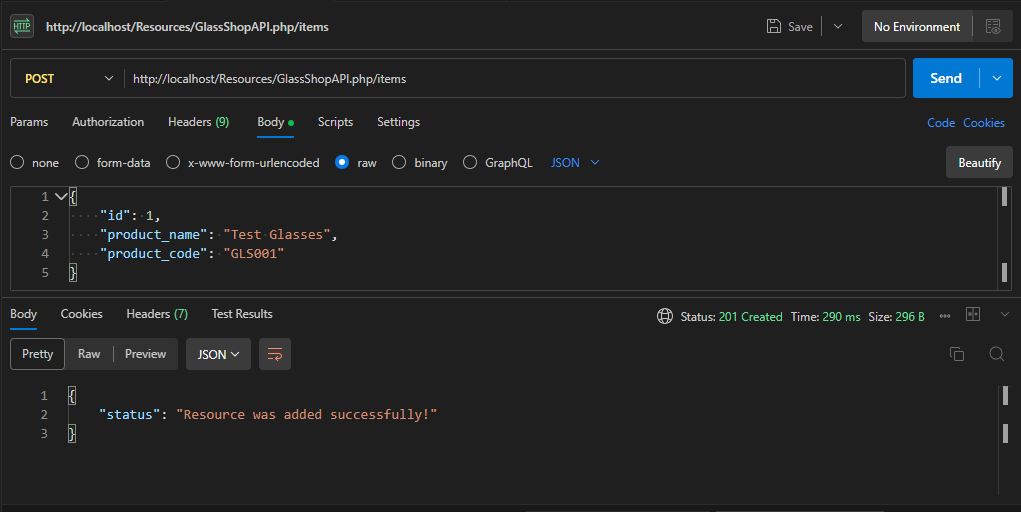 HTTP http://localhost/Resources/GlassShopAPI.php/items Save No Environment
POST http://localhost/Resources/GlassShopAPI.php/items Send
Params Authorization Headers (9) Body Scripts Settings Code Cookies
none form-data x-www-form-urlencoded raw binary GraphQL JSON Beautify
1 {
2 "id": 1,
3 "product_name": "Test Glasses",
4 "product_code": "GLS001"
5 }
Body Cookies Headers (7) Test Results Status: 201 Created Time: 290 ms Size: 296 B
Pretty Raw Preview JSON
1 {
2 "status": "Resource was added successfully!"
3 }